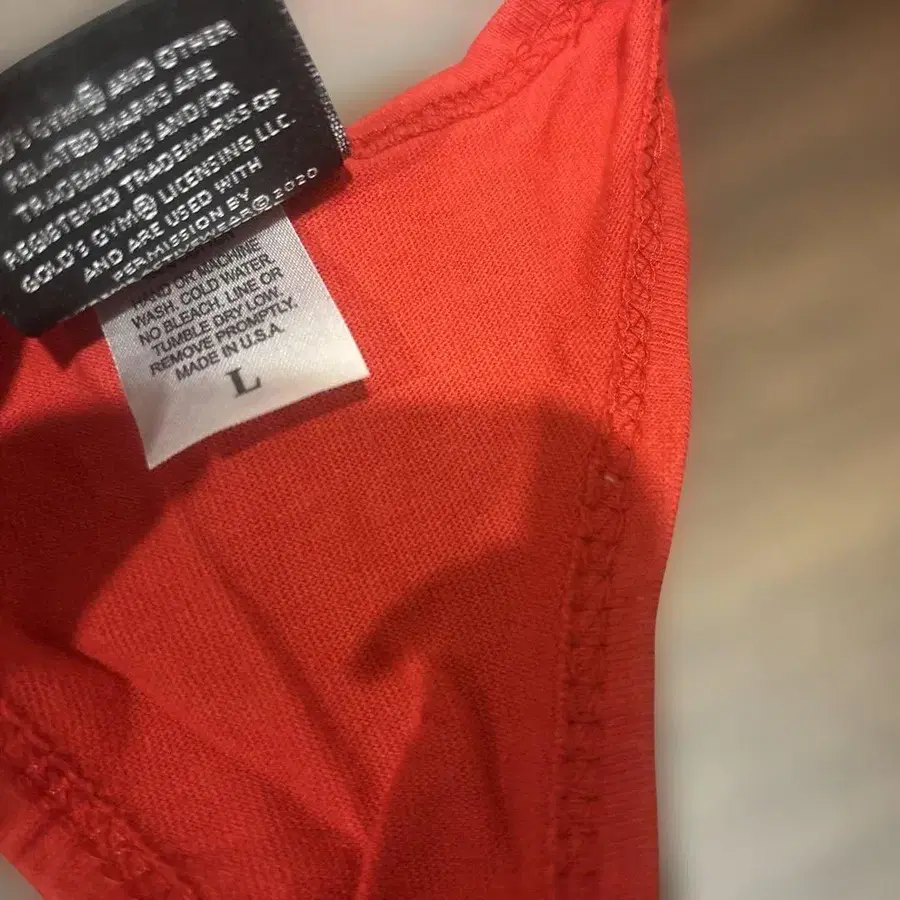 GYM® AND OTHER
RELATED MARKS ARE
TRADEMARKS AND/OR
REGISTERED TRADEMARKS OF
GOLD'S GYM® LICENSING LLC.
AND ARE USED WITH
PERMISSION BY
©2020
HAND OR MACHINE
WASH. COLD WATER
NO BLEACH, LINE OR
TUMBLE DRY LOW.
REMOVE PROMPTLY.
MADE IN U.S.A
L